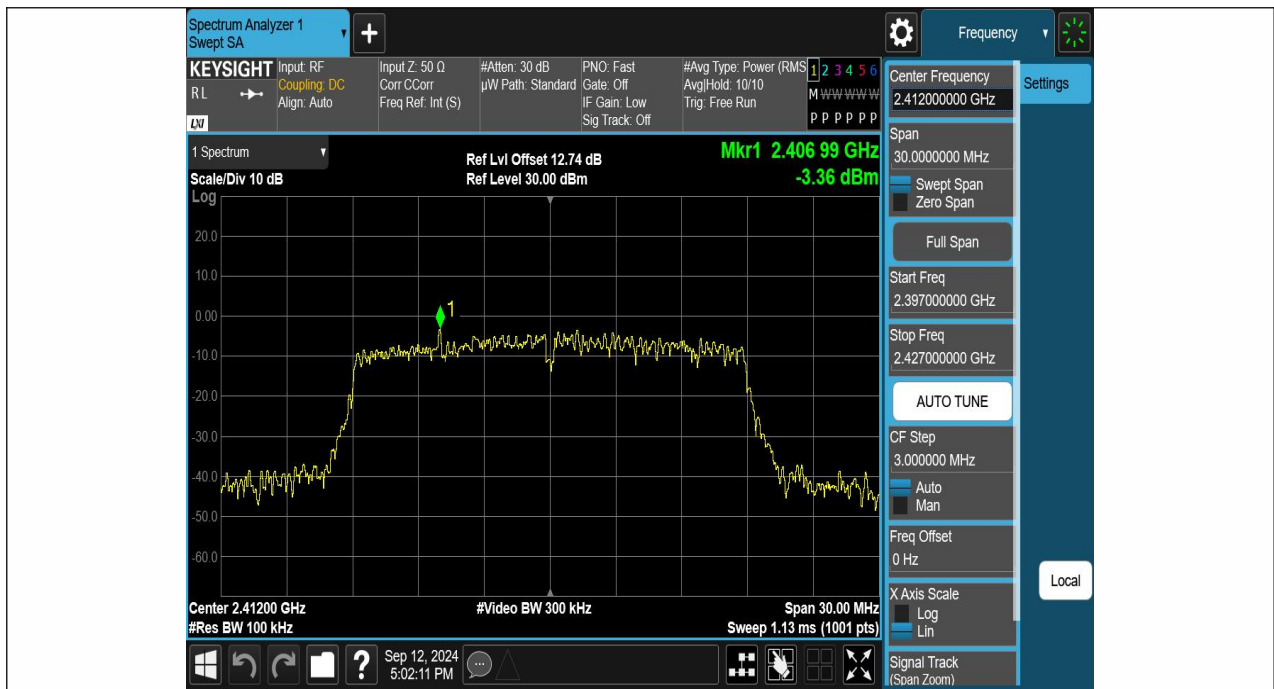 Spectrum Analyzer 1
Swept SA
Frequency
KEYSIGHT
RL
LXI
Input: RF
Coupling: DC
Align: Auto
Input Z: 50 Ω
Corr CCorr
Freq Ref: Int (S)
#Atten: 30 dB
µW Path: Standard
PNO: Fast
Gate: Off
IF Gain: Low
Sig Track: Off
#Avg Type: Power (RMS
Avg|Hold: 10/10
Trig: Free Run
1 2 3 4 5 6
M W W W W W
P P P P P P
1 Spectrum
Scale/Div 10 dB
Ref Lvl Offset 12.74 dB
Ref Level 30.00 dBm
Mkr1 2.406 99 GHz
-3.36 dBm
Log
20.0
10.0
0.00
-10.0
-20.0
-30.0
-40.0
-50.0
-60.0
1
Center 2.41200 GHz
#Res BW 100 kHz
#Video BW 300 kHz
Span 30.00 MHz
Sweep 1.13 ms (1001 pts)
Center Frequency
2.412000000 GHz
Span
30.0000000 MHz
Swept Span
Zero Span
Full Span
Start Freq
2.397000000 GHz
Stop Freq
2.427000000 GHz
AUTO TUNE
CF Step
3.000000 MHz
Auto
Man
Freq Offset
0 Hz
X Axis Scale
Log
Lin
Signal Track
(Span Zoom)
Settings
Local
?
Sep 12, 2024
5:02:11 PM